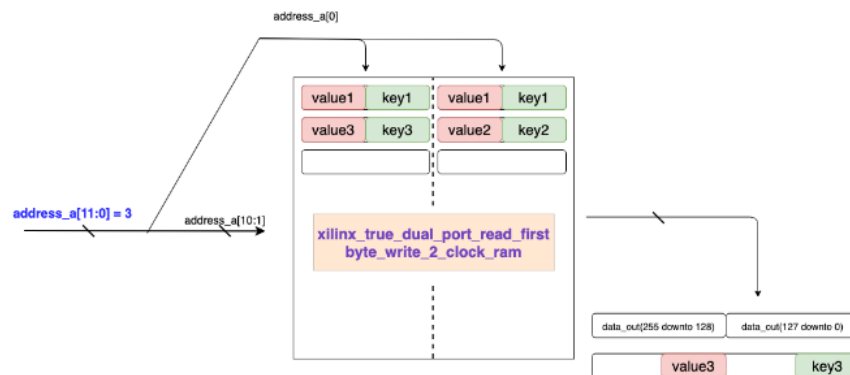 address_a[0]
value1 key1 value1 key1
value3 key3 value2 key2
address_a[11:0] = 3
address_a[10:1]
xilinx_true_dual_port_read_first
byte_write_2_clock_ram
data_out(255 downto 128) data_out(127 downto 0)
value3 key3